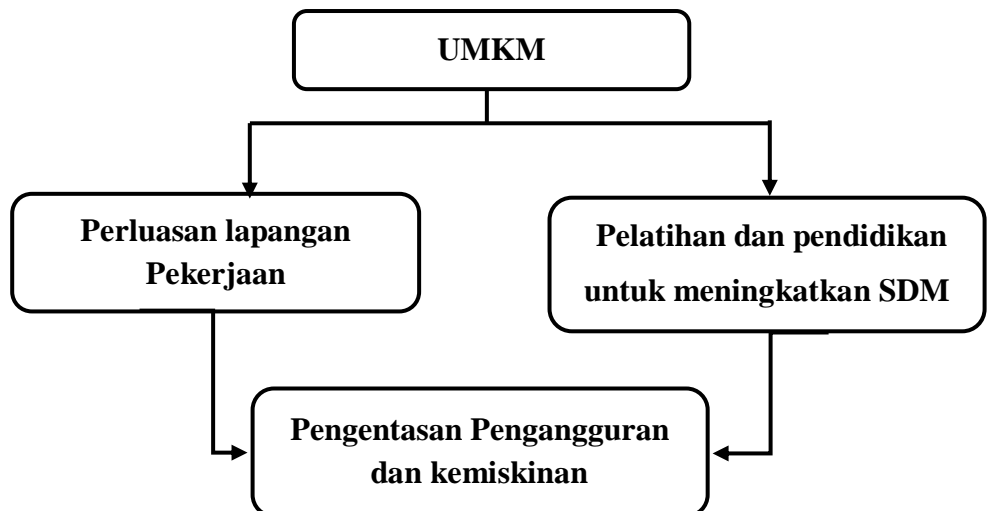 UMKM
Perluasan lapangan
Pekerjaan
Pelatihan dan pendidikan
untuk meningkatkan SDM
Pengentasan Pengangguran
dan kemiskinan